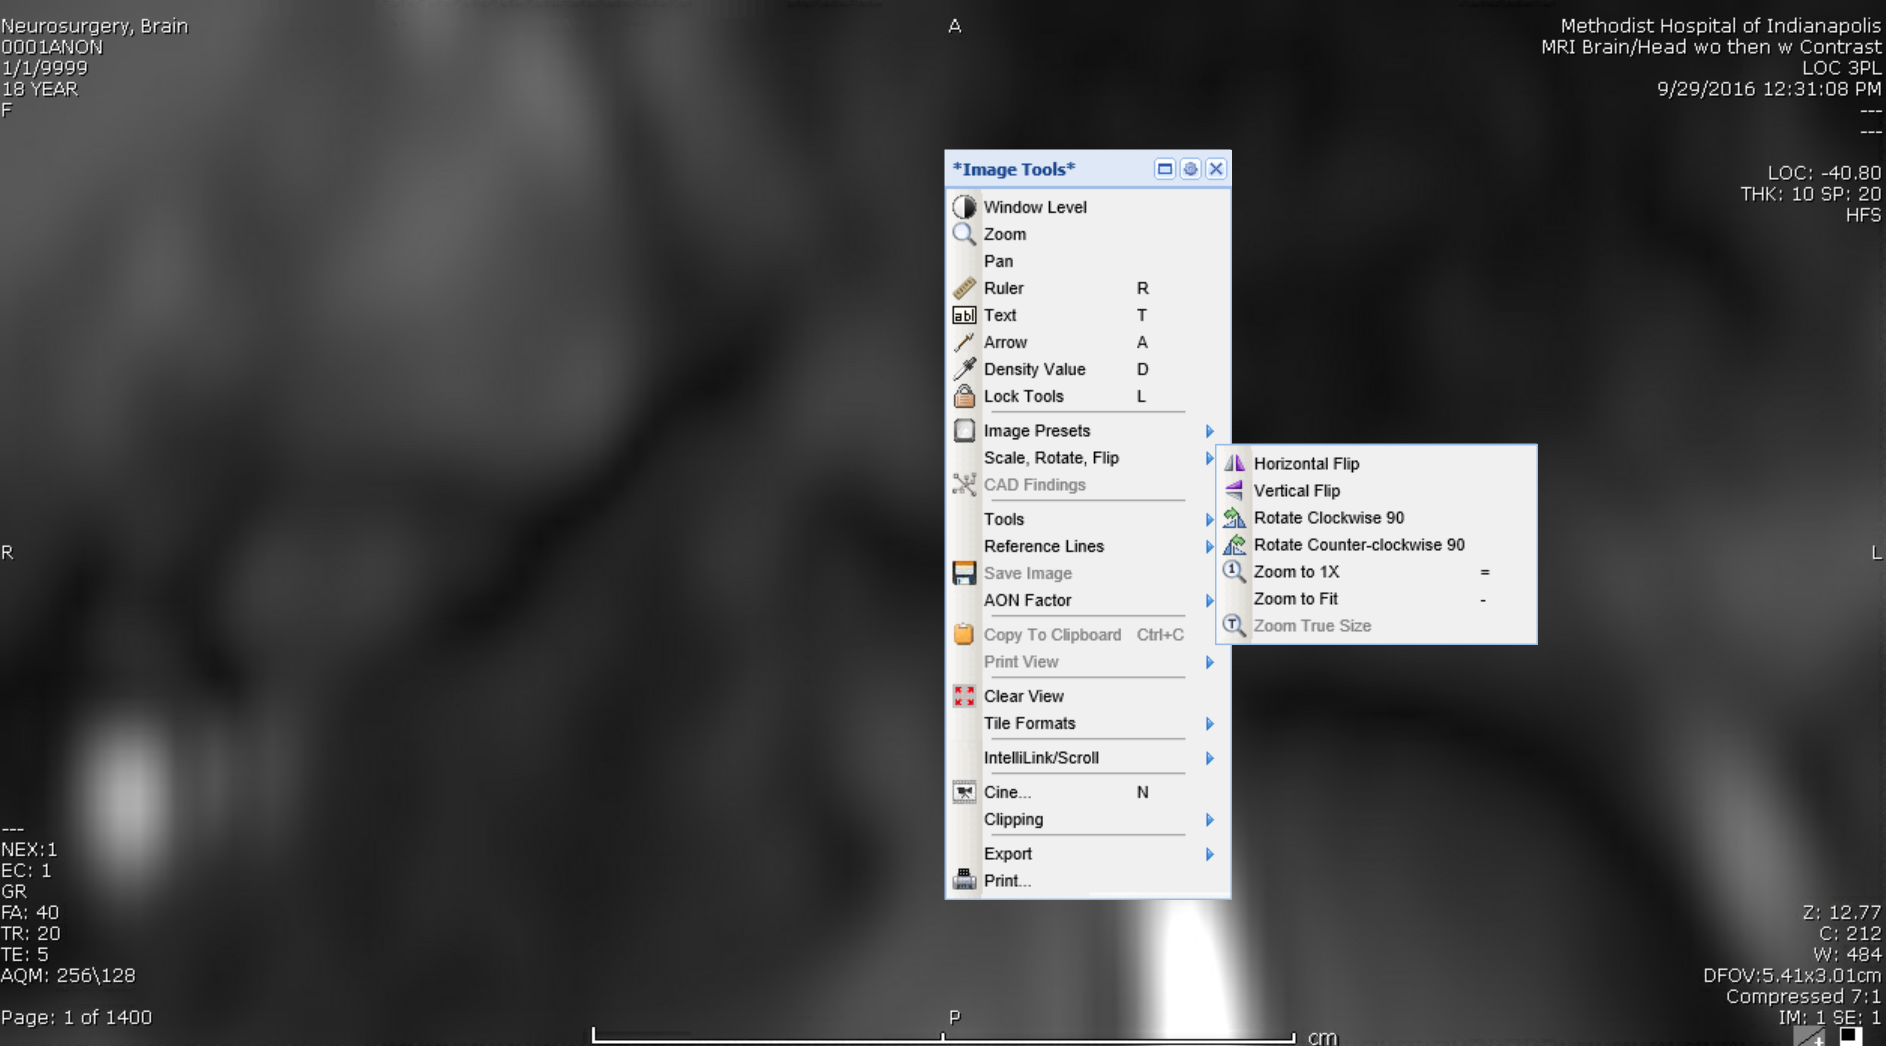 Neurosurgery, Brain
0001ANON
1/1/9999
18 YEAR
F
A
Methodist Hospital of Indianapolis
MRI Brain/Head wo then w Contrast
LOC 3PL
9/29/2016 12:31:08 PM
---
---
LOC: -40.80
THK: 10 SP: 20
HFS
*Image Tools*
Window Level
Zoom
Pan
Ruler R
abl Text T
Arrow A
Density Value D
Lock Tools L
Image Presets
Scale, Rotate, Flip
CAD Findings
Tools
Reference Lines
Save Image
AON Factor
Copy To Clipboard Ctrl+C
Print View
Clear View
Tile Formats
IntelliLink/Scroll
Cine... N
Clipping
Export
Print...
Horizontal Flip
Vertical Flip
Rotate Clockwise 90
Rotate Counter-clockwise 90
1 Zoom to 1X =
Zoom to Fit -
T Zoom True Size
R
L
---
NEX:1
EC: 1
GR
FA: 40
TR: 20
TE: 5
AQM: 256\128
Page: 1 of 1400
P
cm
Z: 12.77
C: 212
W: 484
DFOV:5.41x3.01cm
Compressed 7:1
IM: 1 SE: 1